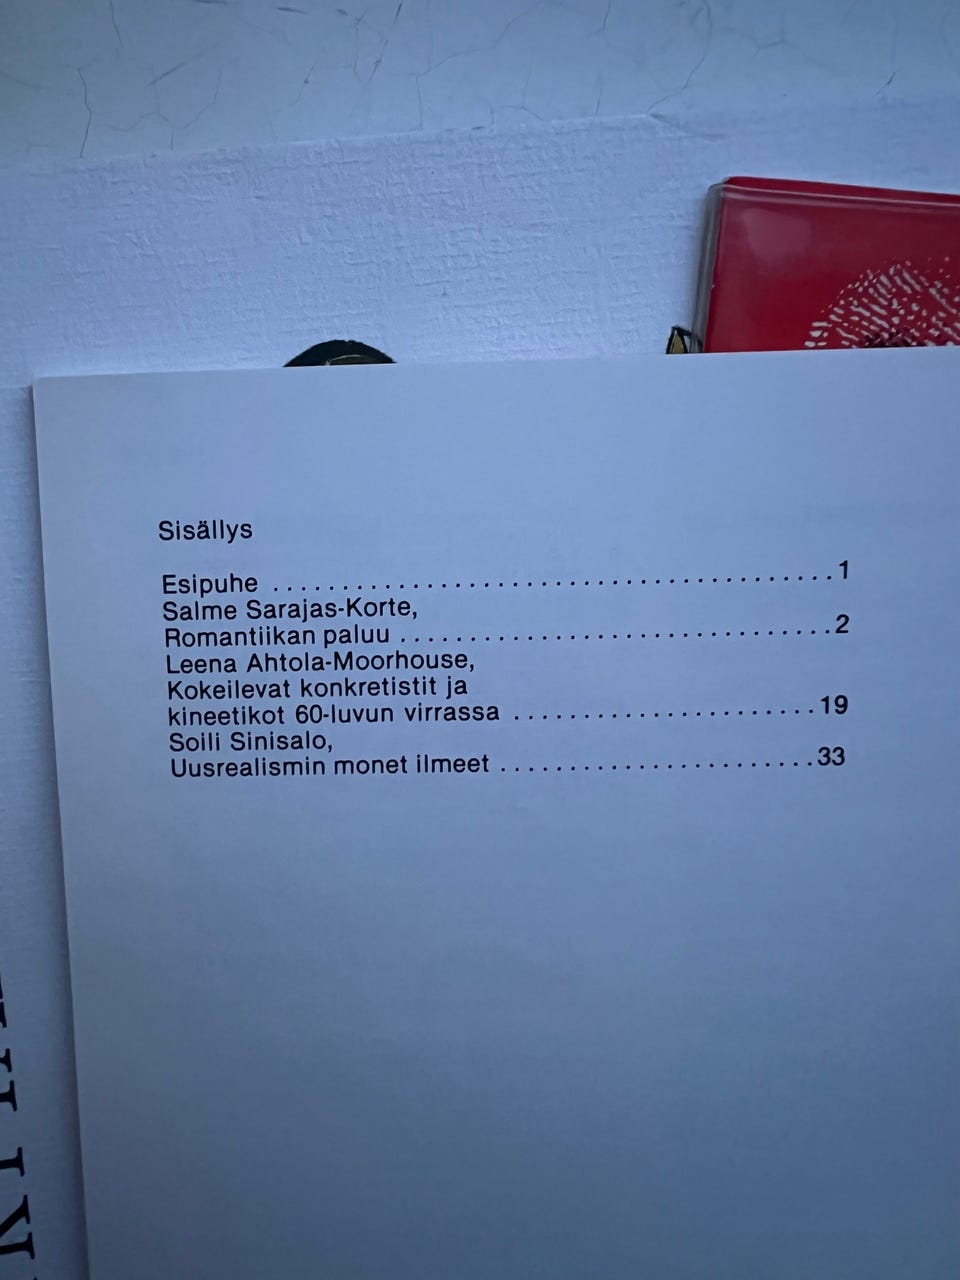 Sisällys
Esipuhe ........................................ 1
Salme Sarajas-Korte,
Romantiikan paluu ............................... 2
Leena Ahtola-Moorhouse,
Kokeilevat konkretistit ja
kineetikot 60-luvun virrassa ...................... 19
Soili Sinisalo,
Uusrealismin monet ilmeet ....................... 33